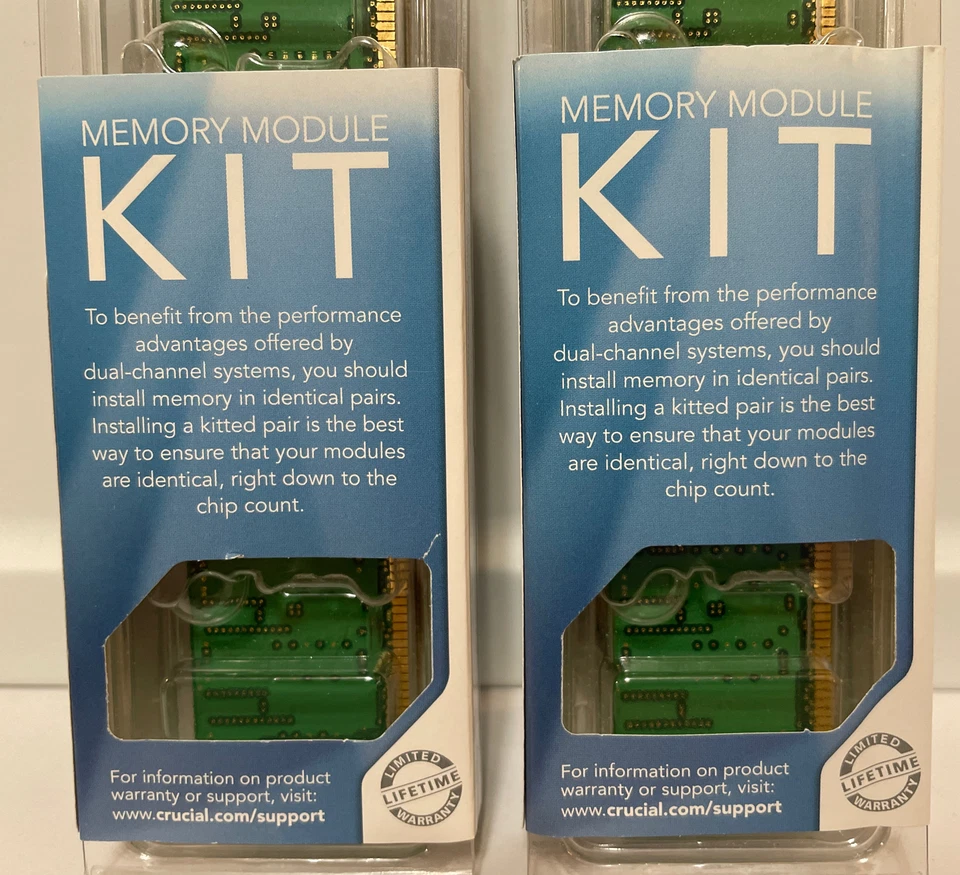 MEMORY MODULE
KIT
To benefit from the performance
advantages offered by
dual-channel systems, you should
install memory in identical pairs.
Installing a kitted pair is the best
way to ensure that your modules
are identical, right down to the
chip count.
For information on product
warranty or support, visit:
www.crucial.com/support
LIMITED
LIFETIME
WARRANTY
MEMORY MODULE
KIT
To benefit from the performance
advantages offered by
dual-channel systems, you should
install memory in identical pairs.
Installing a kitted pair is the best
way to ensure that your modules
are identical, right down to the
chip count.
For information on product
warranty or support, visit:
www.crucial.com/support
LIMITED
LIFETIME
WARRANTY